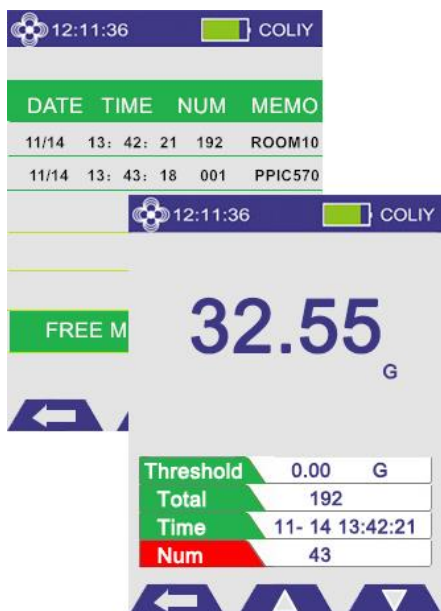 12:11:36 COLIY
DATE TIME NUM MEMO
11/14 13: 42: 21 192 ROOM10
11/14 13: 43: 18 001 PPIC570
FREE M
12:11:36 COLIY
32.55
G
Threshold 0.00 G
Total 192
Time 11- 14 13:42:21
Num 43